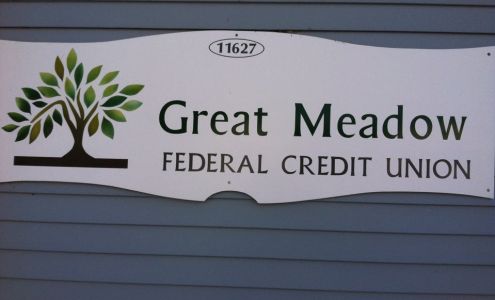 11627
Great Meadow
FEDERAL CREDIT UNION